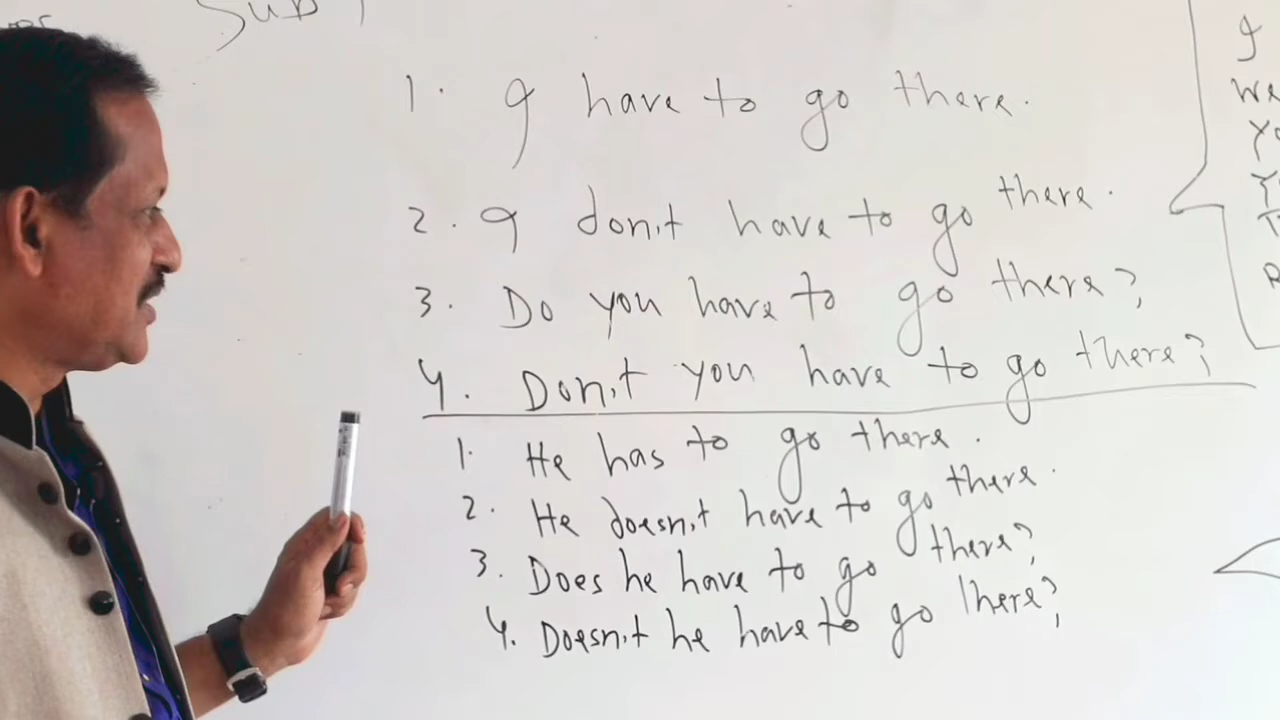 Sub
1. I have to go there.
2. I don't have to go there.
3. Do you have to go there?
4. Don't you have to go there?
1. He has to go there.
2. He doesn't have to go there.
3. Does he have to go there?
4. Doesn't he have to go there?
I
We